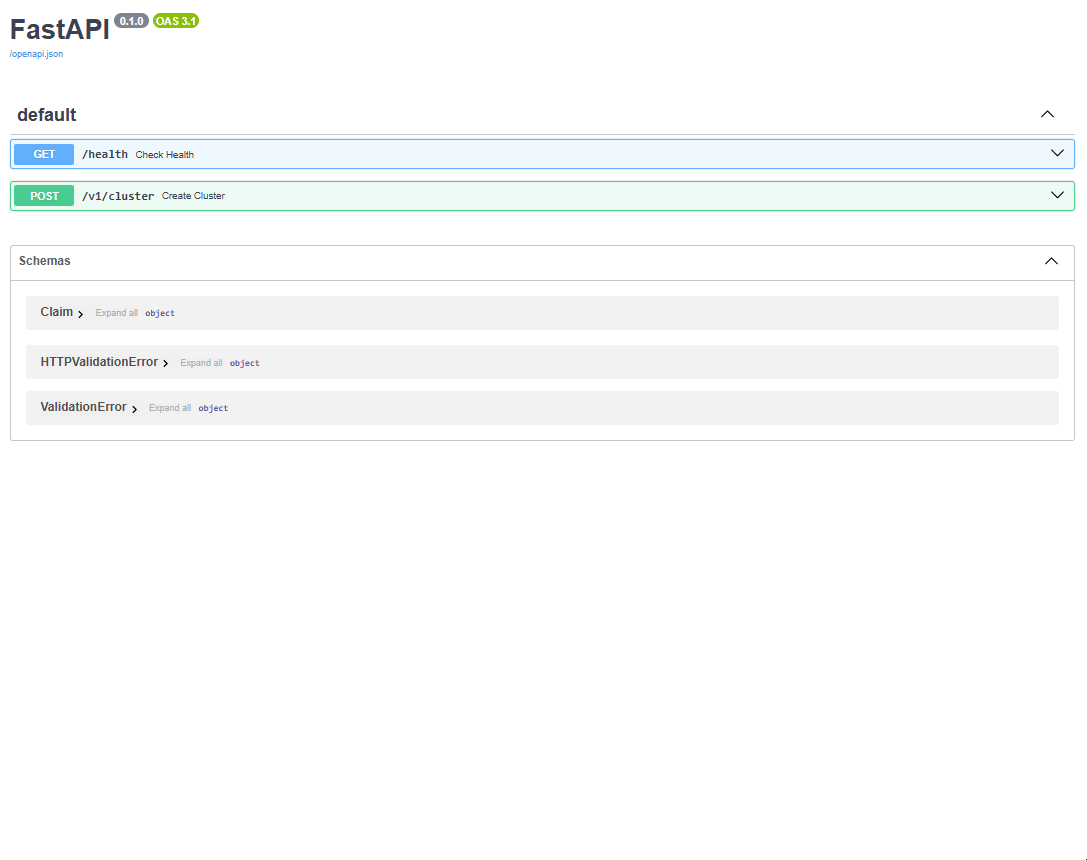 FastAPI 0.1.0 OAS 3.1
/openapi.json
default
GET /health Check Health
POST /v1/cluster Create Cluster
Schemas
Claim Expand all object
HTTPValidationError Expand all object
ValidationError Expand all object